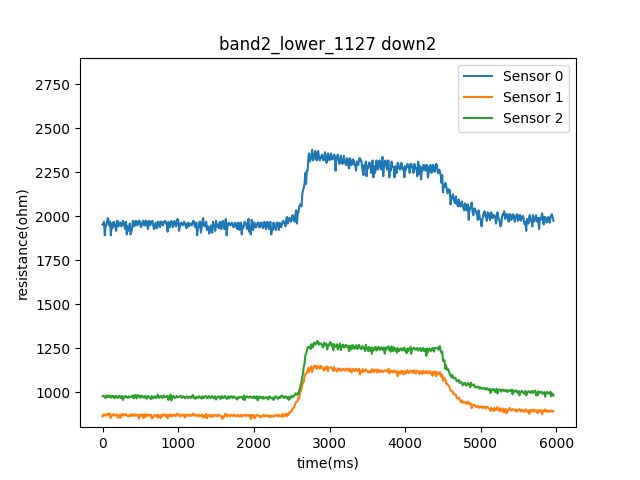 band2_lower_1127 down2
Sensor 0
Sensor 1
Sensor 2
resistance(ohm)
2750
2500
2250
2000
1750
1500
1250
1000
0 1000 2000 3000 4000 5000 6000
time(ms)